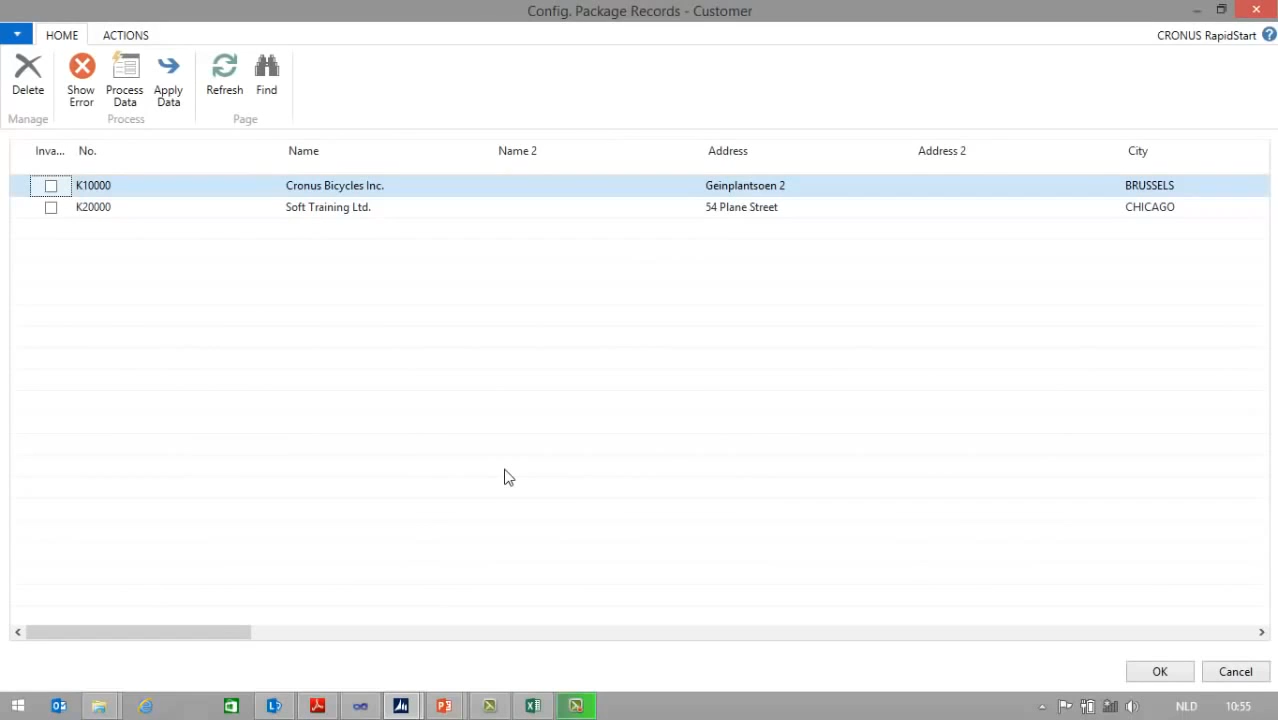 Config. Package Records - Customer
HOME ACTIONS
CRONUS RapidStart
Delete
Show Error
Process Data
Apply Data
Refresh
Find
Manage Process Page
Inva... No. Name Name 2 Address Address 2 City
K10000 Cronus Bicycles Inc. Geinplantsoen 2 BRUSSELS
K20000 Soft Training Ltd. 54 Plane Street CHICAGO
OK Cancel
NLD 10:55